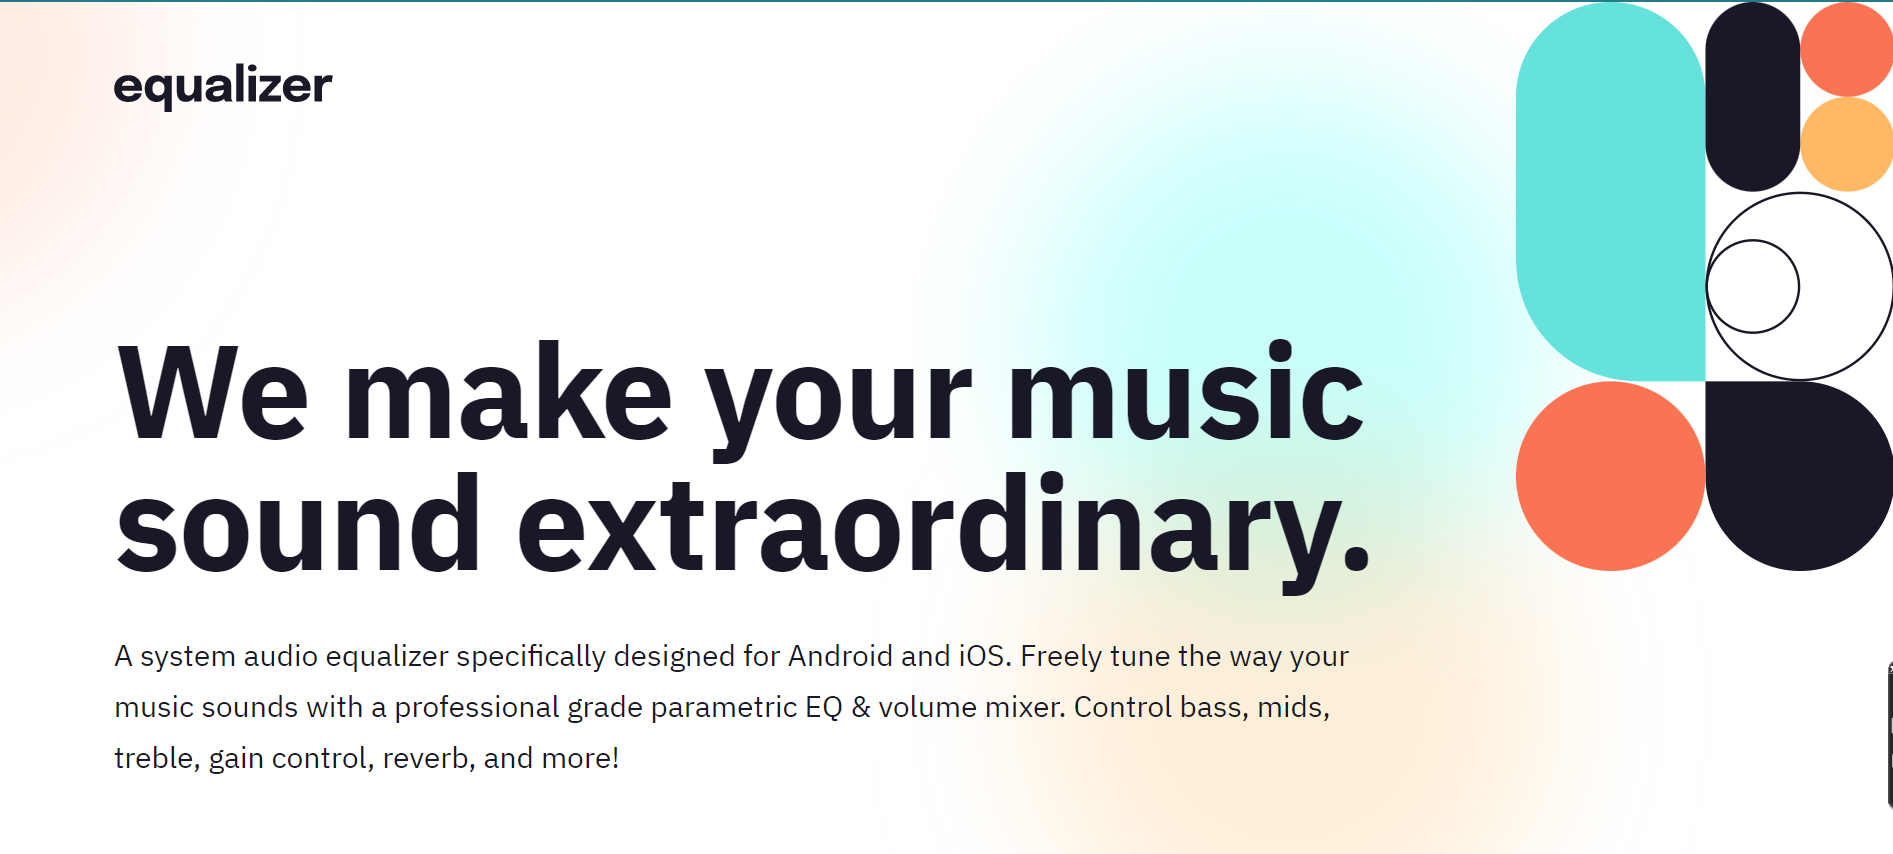 equalizer
We make your music
sound extraordinary.
A system audio equalizer specifically designed for Android and iOS. Freely tune the way your
music sounds with a professional grade parametric EQ & volume mixer. Control bass, mids,
treble, gain control, reverb, and more!